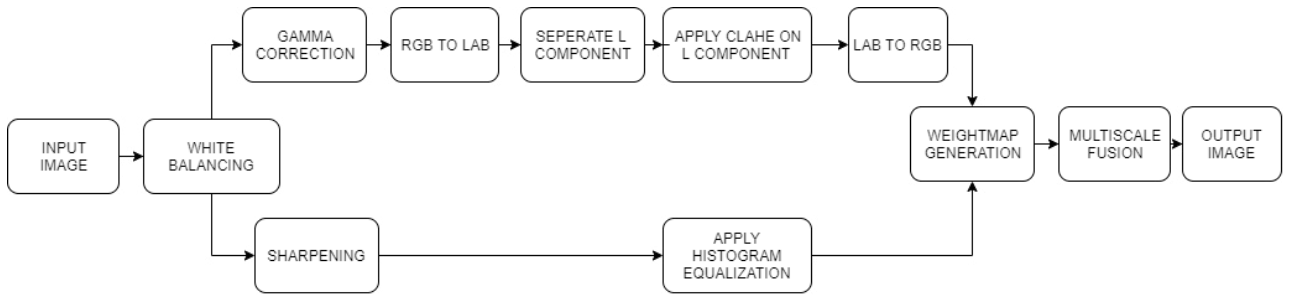 GAMMA
CORRECTION
RGB TO LAB
SEPERATE L
COMPONENT
APPLY CLAHE ON
L COMPONENT
LAB TO RGB
INPUT
IMAGE
WHITE
BALANCING
WEIGHTMAP
GENERATION
MULTISCALE
FUSION
OUTPUT
IMAGE
SHARPENING
APPLY
HISTOGRAM
EQUALIZATION